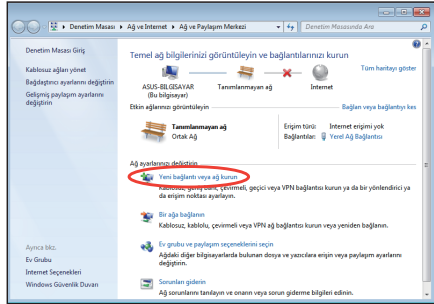 Denetim Masası ▸ Ağ ve Internet ▸ Ağ ve Paylaşım Merkezi
Denetim Masasında Ara
Denetim Masası Giriş
Kablosuz ağları yönet
Bağdaştırıcı ayarlarını değiştirin
Gelişmiş paylaşım ayarlarını
değiştirin
Temel ağ bilgilerinizi görüntüleyin ve bağlantılarınızı kurun
Tüm haritayı göster
ASUS-BILGISAYAR
(Bu bilgisayar)
Tanımlanmayan ağ
Internet
Etkin ağlarınızı görüntüleyin
Bağlan veya bağlantıyı kes
Tanımlanmayan ağ
Ortak Ağ
Erişim türü: Internet erişimi yok
Bağlantılar: Yerel Ağ Bağlantısı
Ağ ayarlarınızı değiştirin
Yeni bağlantı veya ağ kurun
Kablosuz, geniş bant, çevirmeli, geçici veya VPN bağlantısı kurun ya da bir yönlendirici ya
da erişim noktası ayarlayın.
Bir ağa bağlanın
Kablosuz, kablolu, çevirmeli veya VPN ağ bağlantısı kurun veya yeniden bağlanın.
Ev grubu ve paylaşım seçeneklerini seçin
Ağdaki diğer bilgisayarlarda bulunan dosya ve yazıcılara erişin veya paylaşım ayarlarını
değiştirin.
Sorunları giderin
Ağ sorunlarını tanılayın ve onarın veya sorun giderme bilgileri edinin.
Ayrıca bkz.
Ev Grubu
Internet Seçenekleri
Windows Güvenlik Duvarı